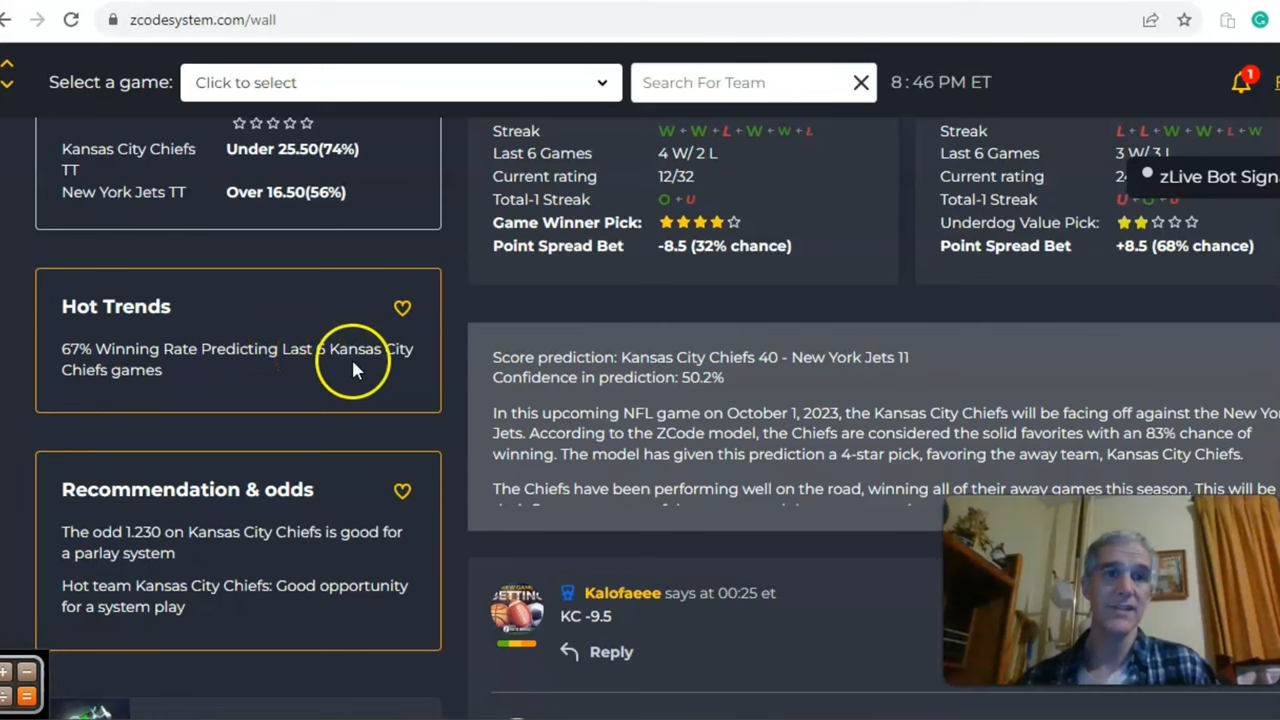 zcodesystem.com/wall
Select a game:
Click to select
Search For Team
8:46 PM ET
1
Kansas City Chiefs TT
Under 25.50(74%)
New York Jets TT
Over 16.50(56%)
Hot Trends
67% Winning Rate Predicting Last 6 Kansas City
Chiefs games
Recommendation & odds
The odd 1.230 on Kansas City Chiefs is good for
a parlay system
Hot team Kansas City Chiefs: Good opportunity
for a system play
Streak
W W L W W L
Last 6 Games
4 W/ 2 L
Current rating
12/32
Total-1 Streak
O U
Game Winner Pick:
Point Spread Bet
-8.5 (32% chance)
Streak
L L W W L W
Last 6 Games
3 W/ 3 L
Current rating
zLive Bot Sign
Total-1 Streak
Underdog Value Pick:
Point Spread Bet
+8.5 (68% chance)
Score prediction: Kansas City Chiefs 40 - New York Jets 11
Confidence in prediction: 50.2%
In this upcoming NFL game on October 1, 2023, the Kansas City Chiefs will be facing off against the New Yo
Jets. According to the ZCode model, the Chiefs are considered the solid favorites with an 83% chance of
winning. The model has given this prediction a 4-star pick, favoring the away team, Kansas City Chiefs.
The Chiefs have been performing well on the road, winning all of their away games this season. This will be
Kalofaeee says at 00:25 et
KC -9.5
Reply